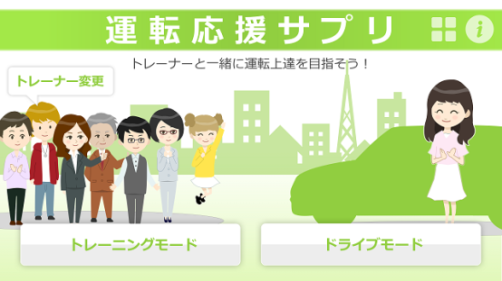 運転応援サプリ
トレーナーと一緒に運転上達を目指そう！
トレーナー変更
トレーニングモード
ドライブモード